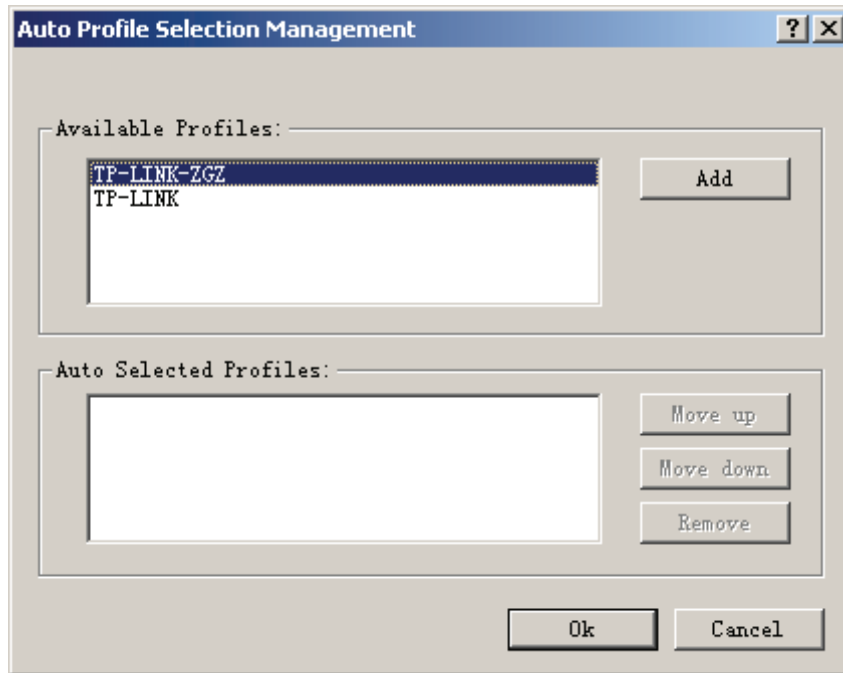 Auto Profile Selection Management
Available Profiles:
TP-LINK-ZGZ
TP-LINK
Add
Auto Selected Profiles:
Move up
Move down
Remove
Ok
Cancel